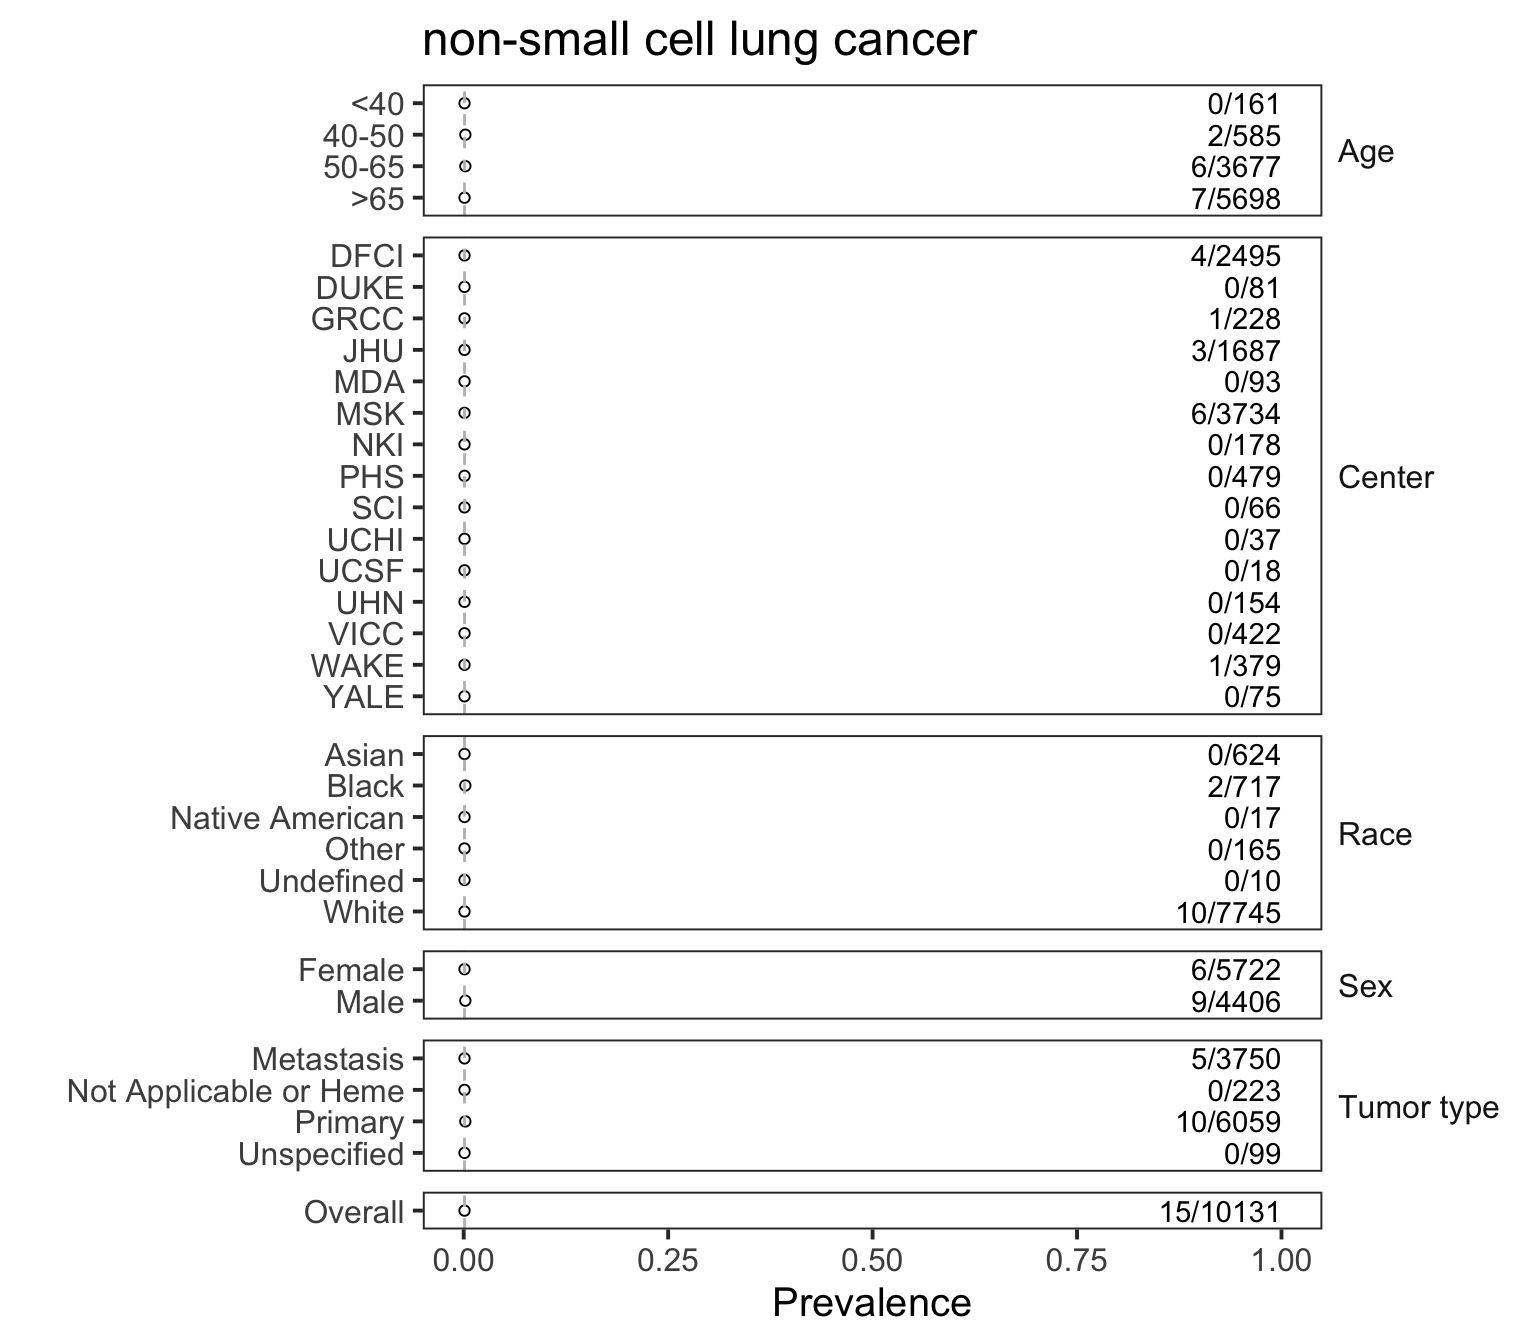 non-small cell lung cancer
<40 0/161
40-50 2/585
50-65 6/3677
>65 7/5698
Age
DFCI 4/2495
DUKE 0/81
GRCC 1/228
JHU 3/1687
MDA 0/93
MSK 6/3734
NKI 0/178
PHS 0/479
SCI 0/66
UCHI 0/37
UCSF 0/18
UHN 0/154
VICC 0/422
WAKE 1/379
YALE 0/75
Center
Asian 0/624
Black 2/717
Native American 0/17
Other 0/165
Undefined 0/10
White 10/7745
Race
Female 6/5722
Male 9/4406
Sex
Metastasis 5/3750
Not Applicable or Heme 0/223
Primary 10/6059
Unspecified 0/99
Tumor type
Overall 15/10131
0.00 0.25 0.50 0.75 1.00
Prevalence